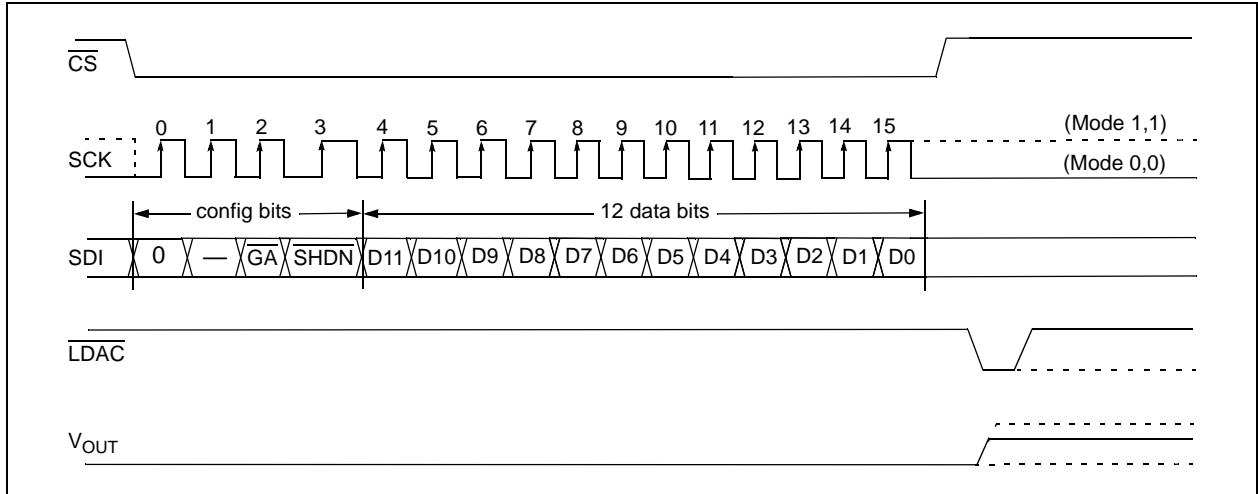 CS
0 1 2 3 4 5 6 7 8 9 10 11 12 13 14 15
(Mode 1,1)
SCK
(Mode 0,0)
config bits
12 data bits
SDI 0 — GA SHDN D11 D10 D9 D8 D7 D6 D5 D4 D3 D2 D1 D0
LDAC
VOUT